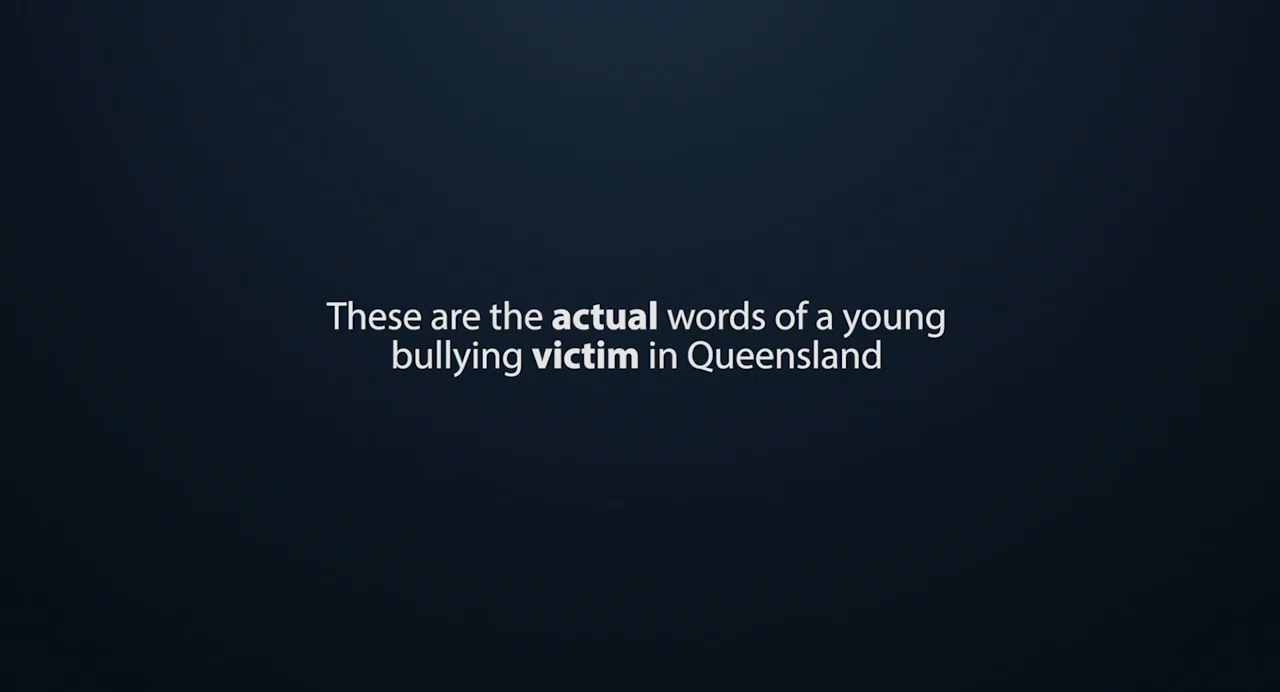 These are the actual words of a young
bullying victim in Queensland